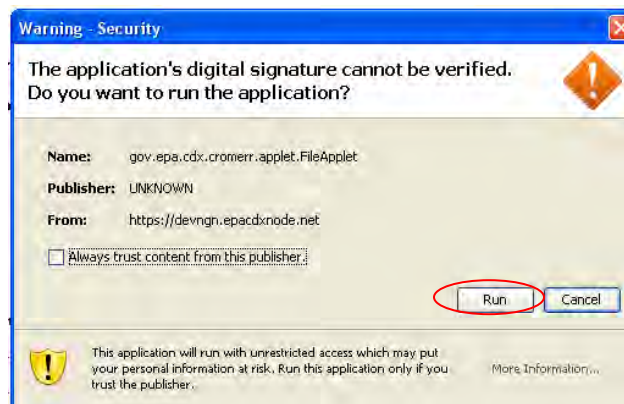 Warning - Security
The application's digital signature cannot be verified.
Do you want to run the application?
Name: gov.epa.cdx.cromerr.applet.FileApplet
Publisher: UNKNOWN
From: https://devngn.epacdxnode.net
Always trust content from this publisher.
Run Cancel
This application will run with unrestricted access which may put
your personal information at risk. Run this application only if you
trust the publisher.
More Information...